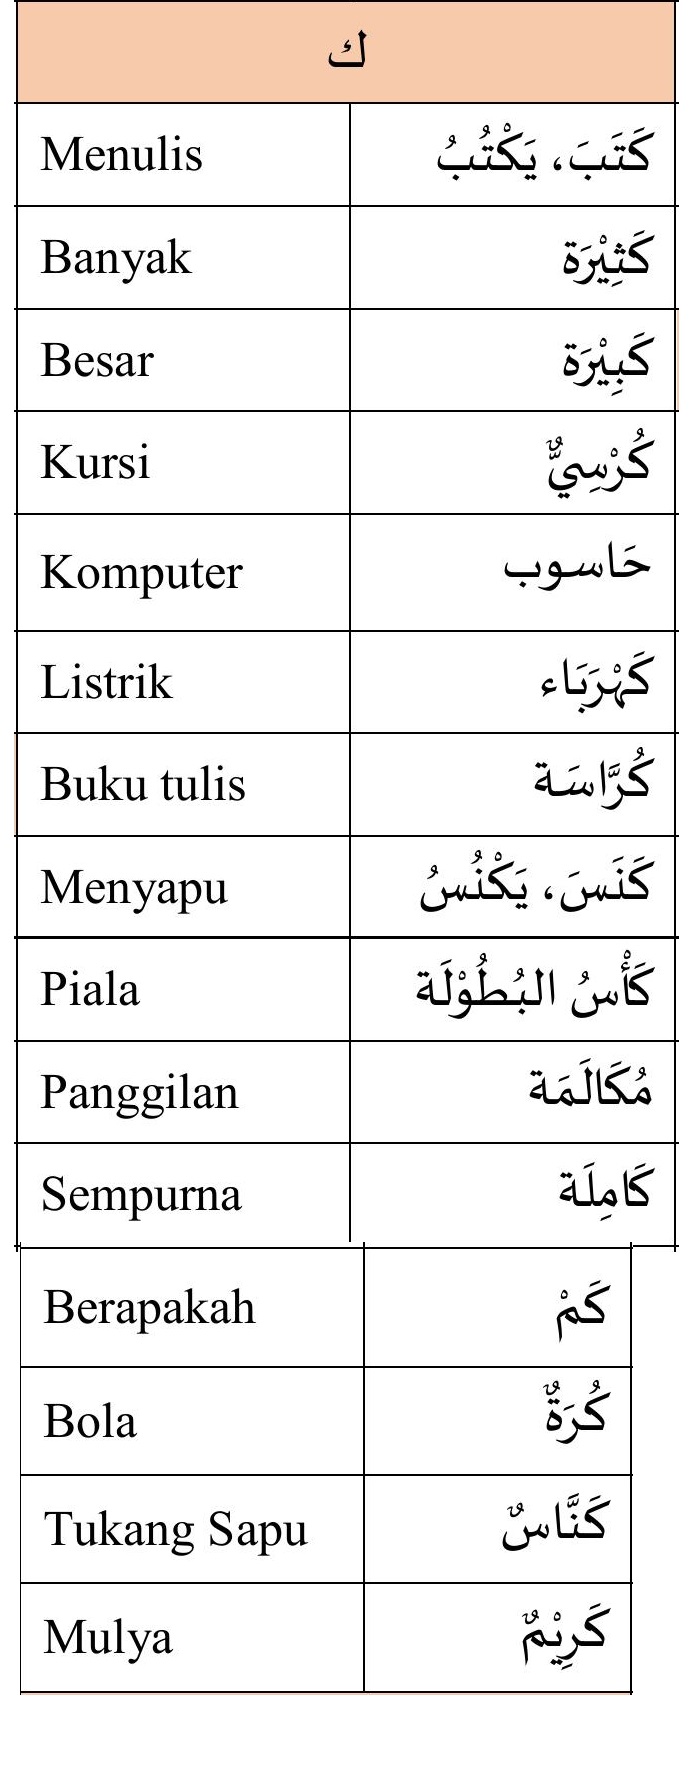 ك
Menulis كَتَبَ، يَكْتُبُ
Banyak كَثِيْرَة
Besar كَبِيْرَة
Kursi كُرْسِيٌّ
Komputer حَاسوب
Listrik كَهْرَبَاء
Buku tulis كُرَّاسَة
Menyapu كَنَسَ، يَكْنُسُ
Piala كَأْسُ البُطُوْلَة
Panggilan مُكَالَمَة
Sempurna كَامِلَة
Berapakah كَمْ
Bola كُرَةٌ
Tukang Sapu كَنَّاسٌ
Mulya كَرِيْمٌ